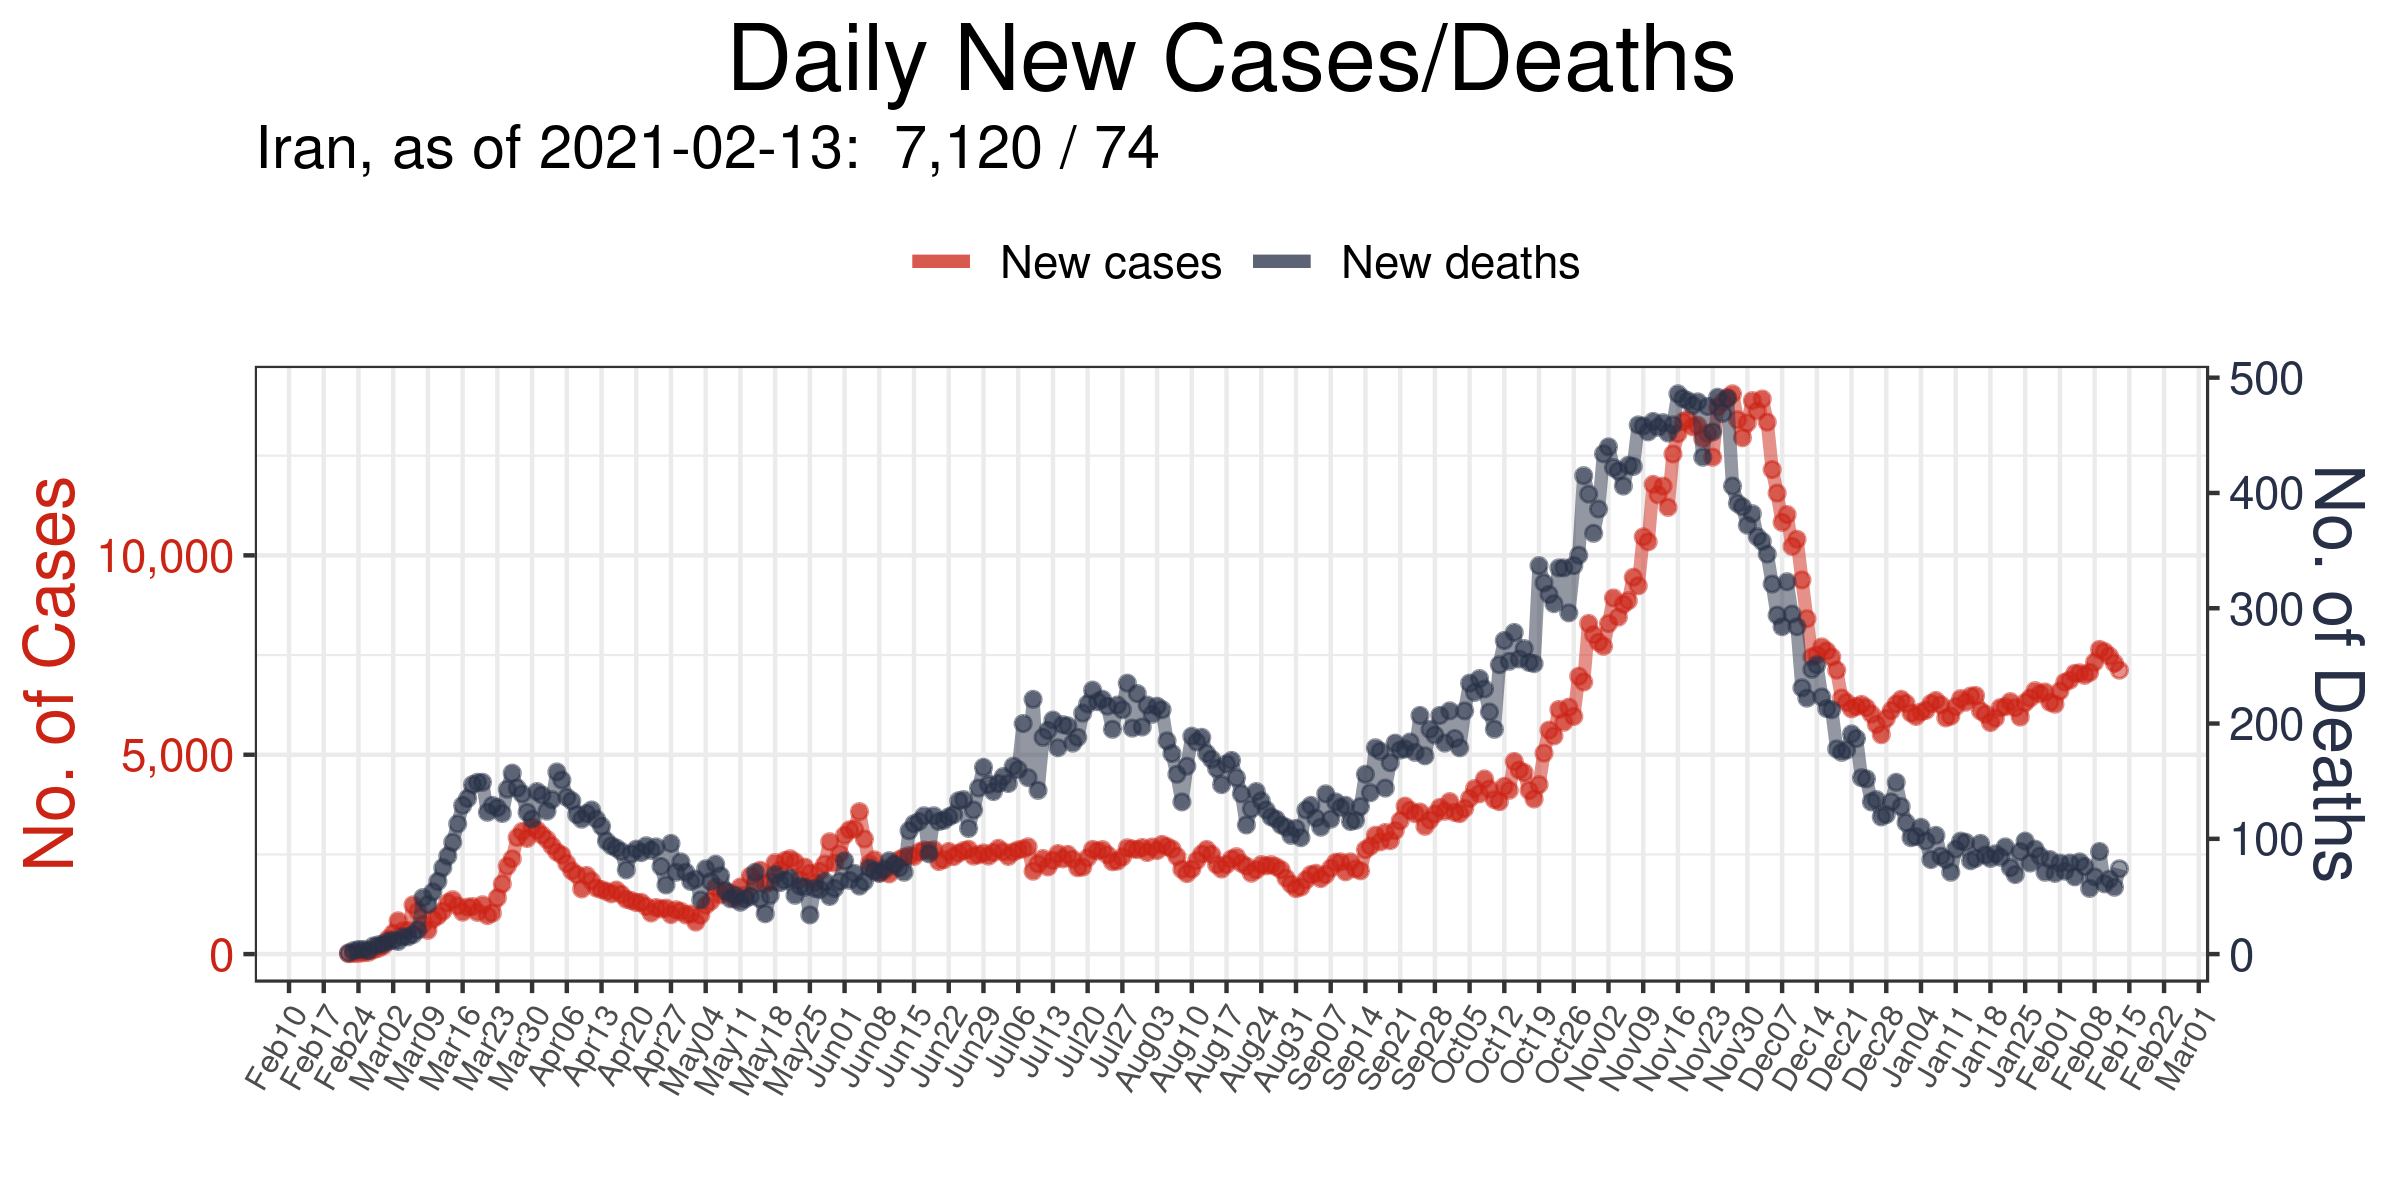 Daily New Cases/Deaths
Iran, as of 2021-02-13: 7,120 / 74
New cases
New deaths
No. of Cases
10,000
5,000
0
500
400
300
200
100
0
No. of Deaths
Feb10
Feb17
Feb24
Mar02
Mar09
Mar16
Mar23
Mar30
Apr06
Apr13
Apr20
Apr27
May04
May11
May18
May25
Jun01
Jun08
Jun15
Jun22
Jun29
Jul06
Jul13
Jul20
Jul27
Aug03
Aug10
Aug17
Aug24
Aug31
Sep07
Sep14
Sep21
Sep28
Oct05
Oct12
Oct19
Oct26
Nov02
Nov09
Nov16
Nov23
Nov30
Dec07
Dec14
Dec21
Dec28
Jan04
Jan11
Jan18
Jan25
Feb01
Feb08
Feb15
Feb22
Mar01